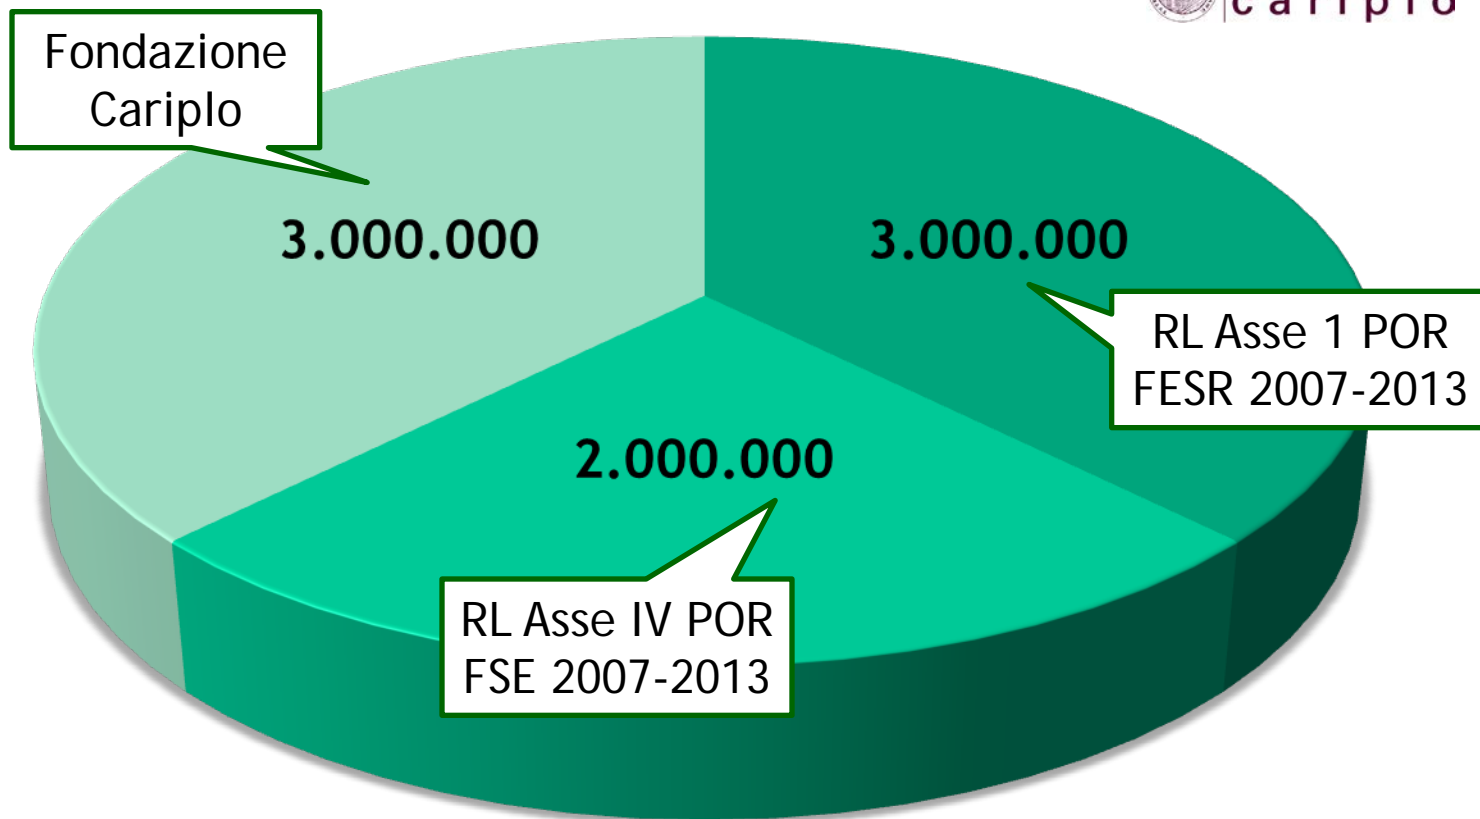 cariplo
Fondazione
Cariplo
3.000.000
3.000.000
RL Asse 1 POR
FESR 2007-2013
2.000.000
RL Asse IV POR
FSE 2007-2013